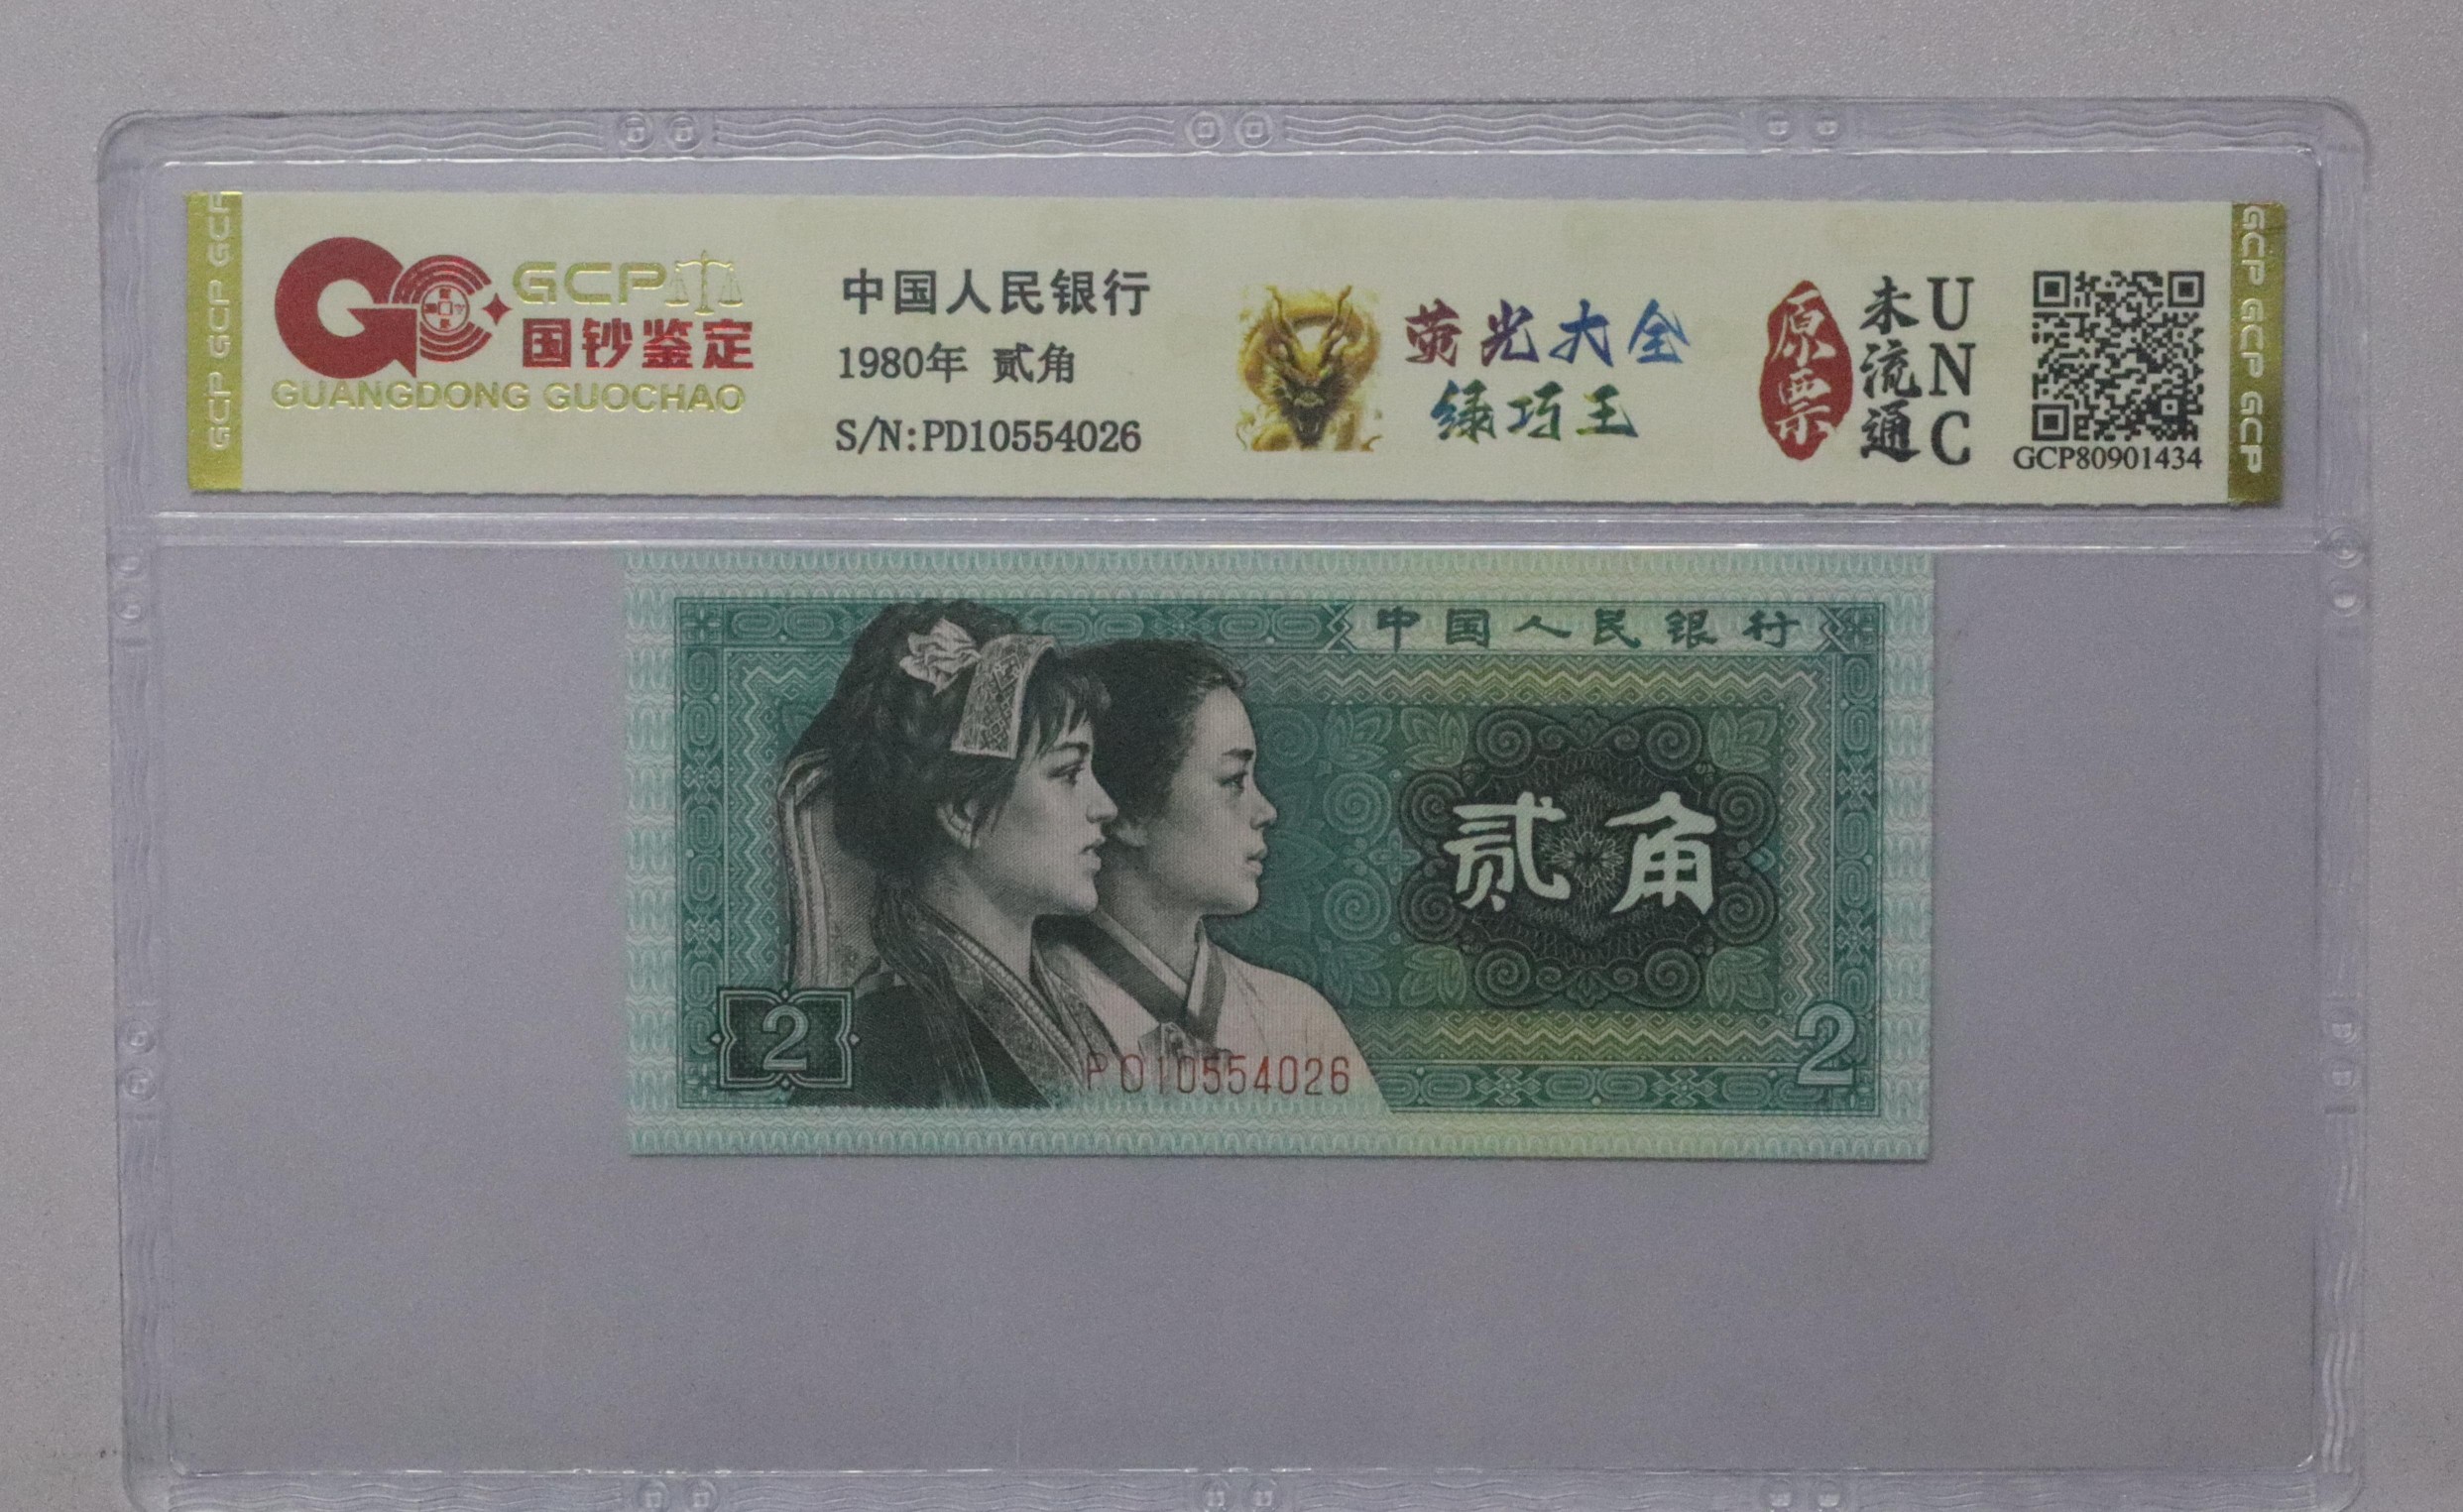 GCP GCP GCP
GCP
国钞鉴定
GUANGDONG GUOCHAO
中国人民银行
1980年 贰角
S/N:PD10554026
荧光大全
绿巧王
原票
未流通
UNC
GCP80901434
GCP GCP GCP
中国人民银行
贰角
2
PO10554026
2